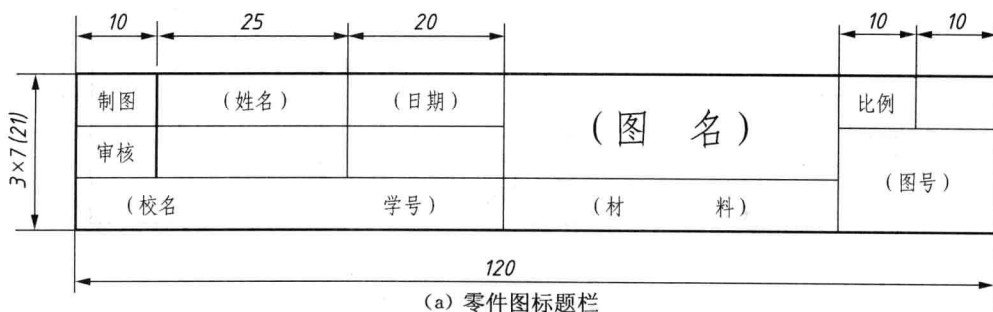 10 25 20 10 10
制图 (姓名) (日期) (图 名) 比例
审核
3×7(21)
(图号)
(校名 学号) (材 料)
120
(a) 零件图标题栏